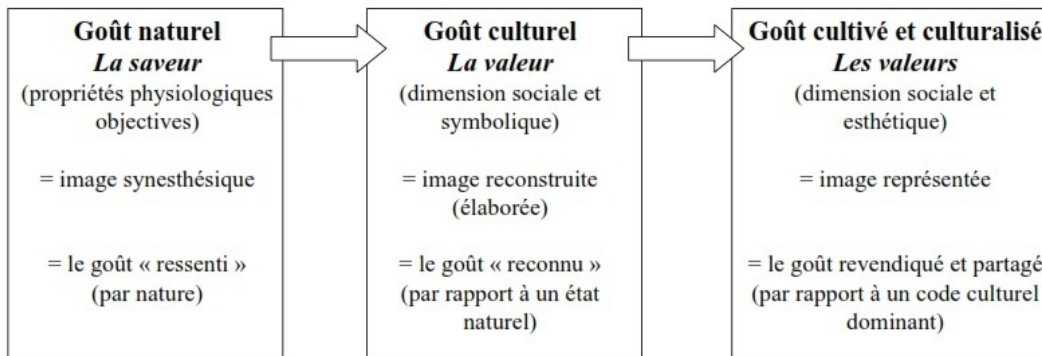 Goût naturel
La saveur
(propriétés physiologiques
objectives)
= image synesthésique
= le goût « ressenti »
(par nature)
Goût culturel
La valeur
(dimension sociale et
symbolique)
= image reconstruite
(élaborée)
= le goût « reconnu »
(par rapport à un état
naturel)
Goût cultivé et culturalisé
Les valeurs
(dimension sociale et
esthétique)
= image représentée
= le goût revendiqué et partagé
(par rapport à un code culturel
dominant)